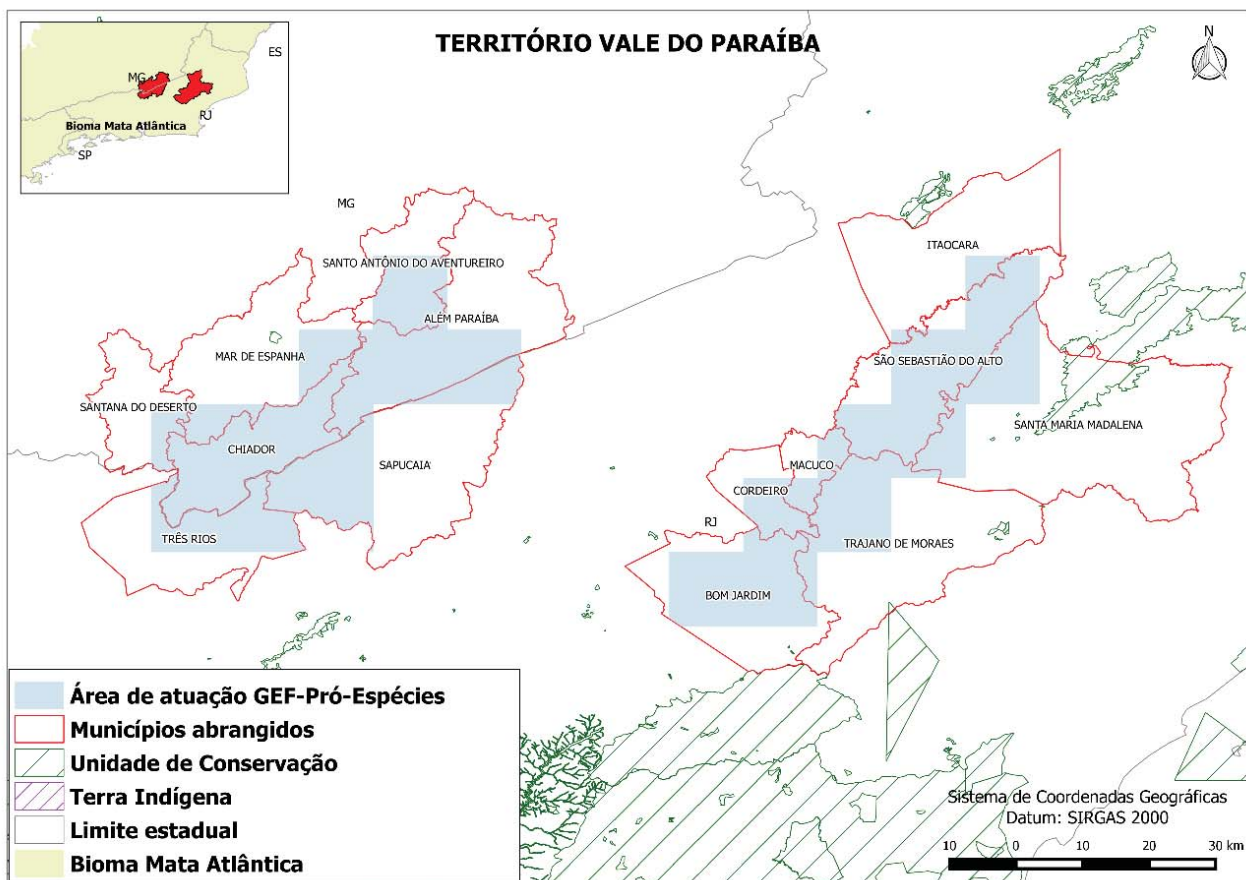 TERRITÓRIO VALE DO PARAÍBA
N
ES
MG
RJ
Bioma Mata Atlântica
SP
MG
ITAOCARA
SANTO ANTÔNIO DO AVENTUREIRO
ALÉM PARAÍBA
MAR DE ESPANHA
SÃO SEBASTIÃO DO ALTO
SANTANA DO DESERTO
SANTA MARIA MADALENA
CHIADOR
SAPUCAIA
MACUCO
CORDEIRO
RJ
TRÊS RIOS
TRAJANO DE MORAES
BOM JARDIM
Área de atuação GEF-Pró-Espécies
Municípios abrangidos
Unidade de Conservação
Terra Indígena
Limite estadual
Bioma Mata Atlântica
Sistema de Coordenadas Geográficas
Datum: SIRGAS 2000
10 0 10 20 30 km